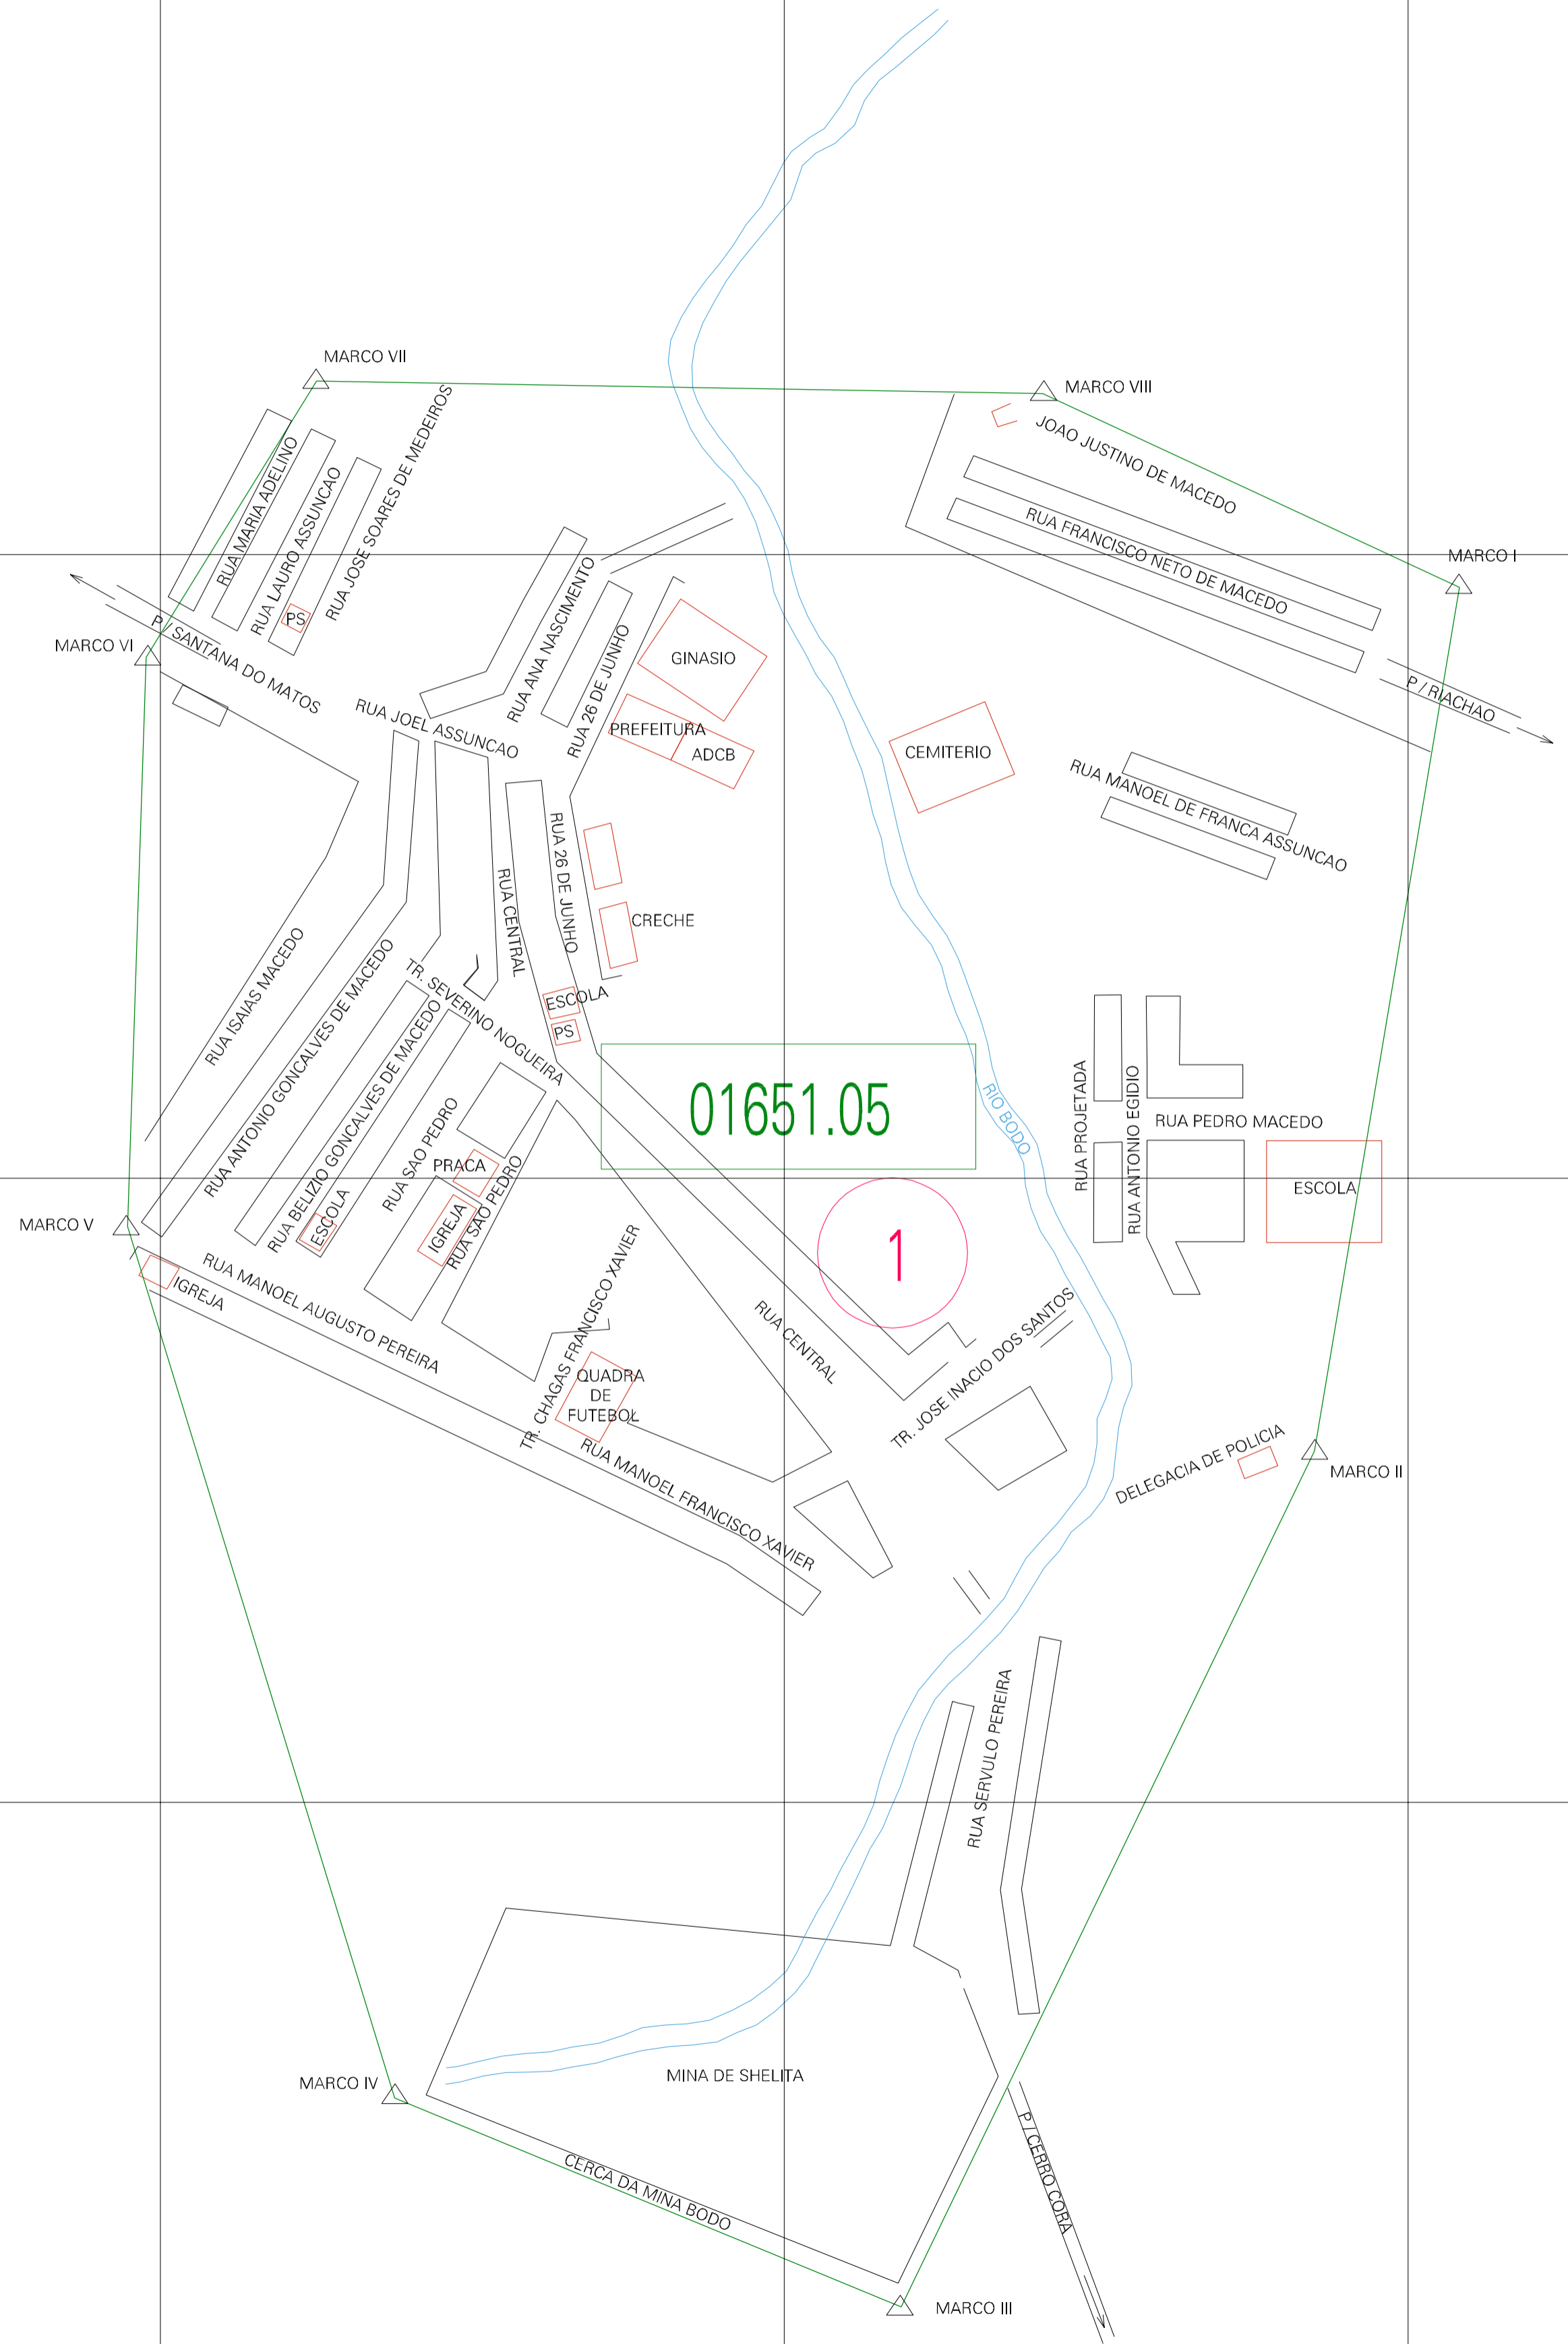 MARCO VII
MARCO VIII
JOAO JUSTINO DE MACEDO
RUA MARIA ADELINO
RUA LAURO ASSUNCAO
RUA JOSE SOARES DE MEDEIROS
RUA FRANCISCO NETO DE MACEDO
MARCO I
PS
P / SANTANA DO MATOS
MARCO VI
RUA ANA NASCIMENTO
RUA 26 DE JUNHO
GINASIO
RUA JOEL ASSUNCAO
PREFEITURA
ADCB
CEMITERIO
P / RIACHAO
RUA MANOEL DE FRANCA ASSUNCAO
RUA CENTRAL
RUA 26 DE JUNHO
CRECHE
RUA ISAIAS MACEDO
RUA ANTONIO GONCALVES DE MACEDO
TR. SEVERINO NOGUEIRA
ESCOLA
PS
RUA BELIZIO GONCALVES DE MACEDO
01651.05
RIO BODO
RUA PROJETADA
RUA ANTONIO EGIDIO
RUA PEDRO MACEDO
RUA SAO PEDRO
PRACA
RUA SAO PEDRO
ESCOLA
IGREJA
ESCOLA
MARCO V
1
IGREJA
RUA MANOEL AUGUSTO PEREIRA
TR. CHAGAS FRANCISCO XAVIER
RUA CENTRAL
TR. JOSE INACIO DOS SANTOS
QUADRA
DE
FUTEBOL
RUA MANOEL FRANCISCO XAVIER
DELEGACIA DE POLICIA
MARCO II
RUA SERVULO PEREIRA
MINA DE SHELITA
MARCO IV
CERCA DA MINA BODO
P / CERRO CORA
MARCO III